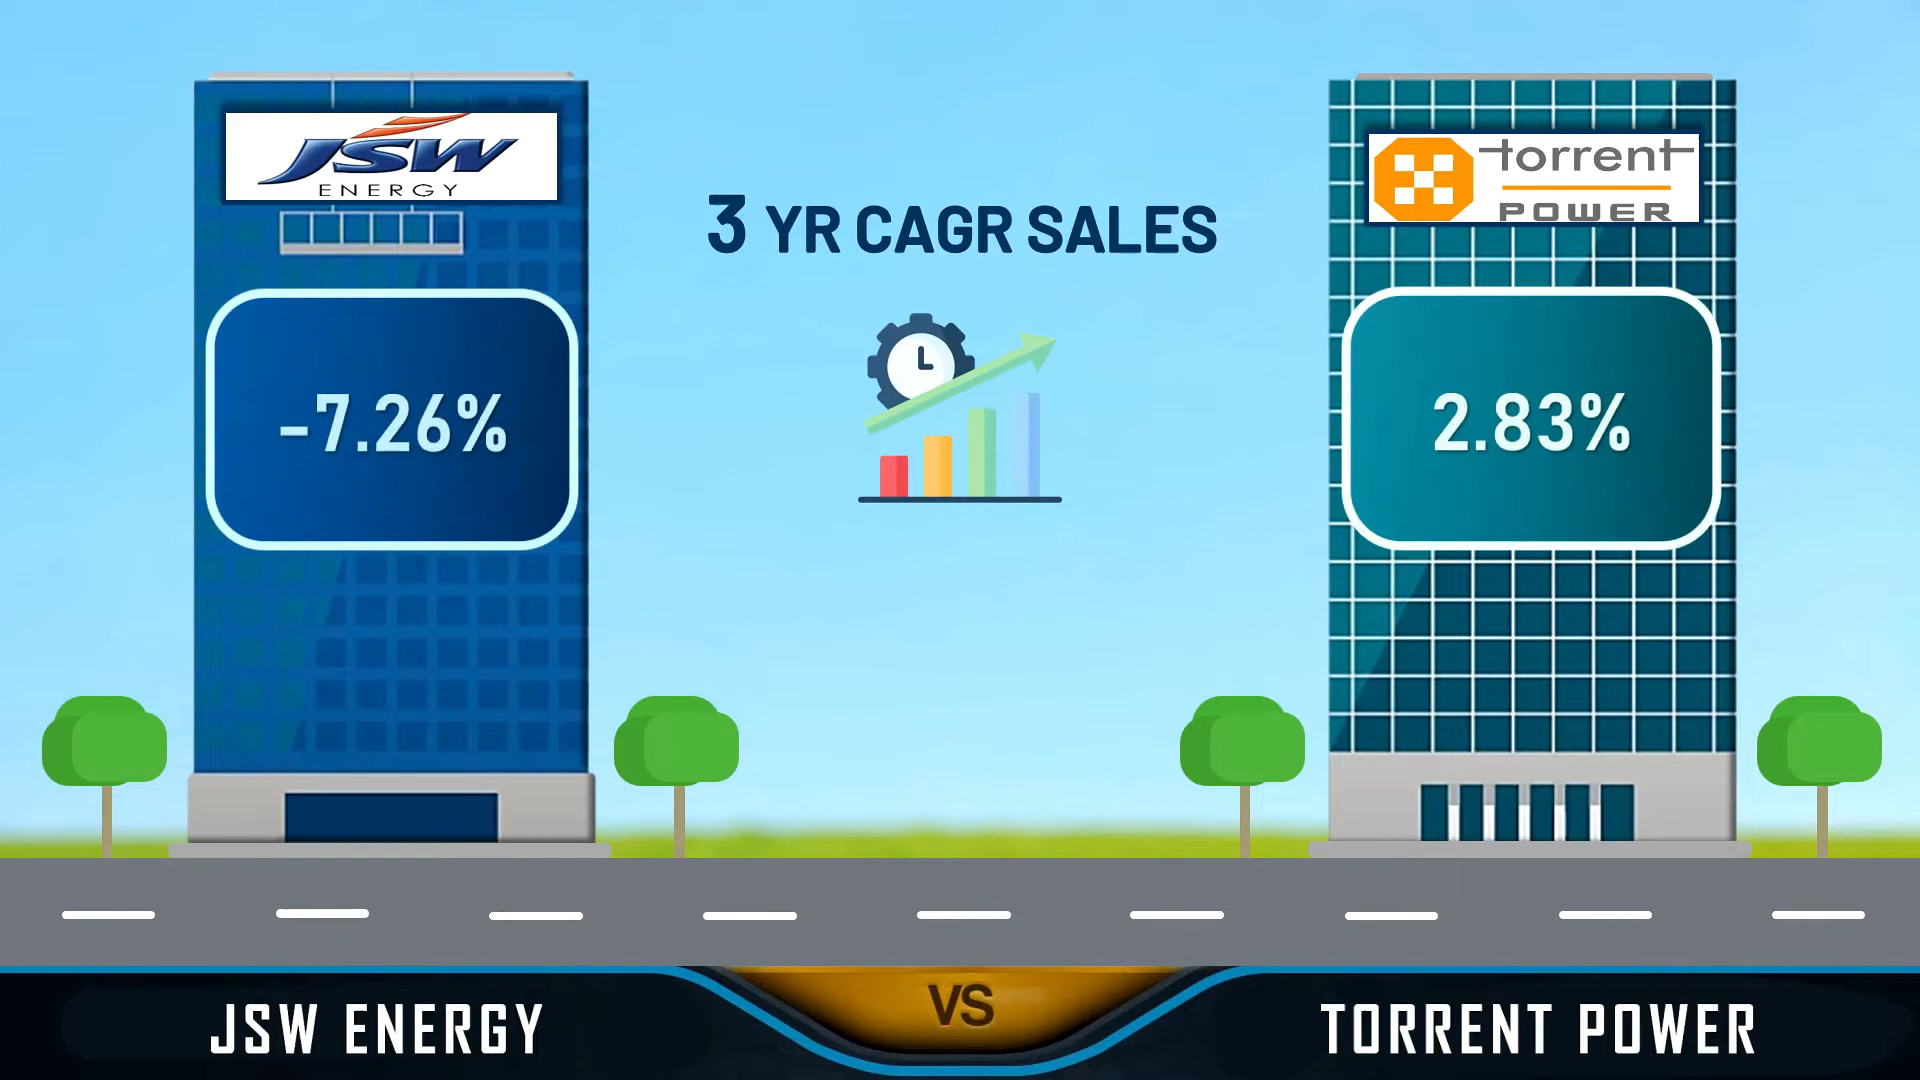 JSW
ENERGY
torrent
POWER
3 YR CAGR SALES
-7.26%
2.83%
JSW ENERGY
VS
TORRENT POWER